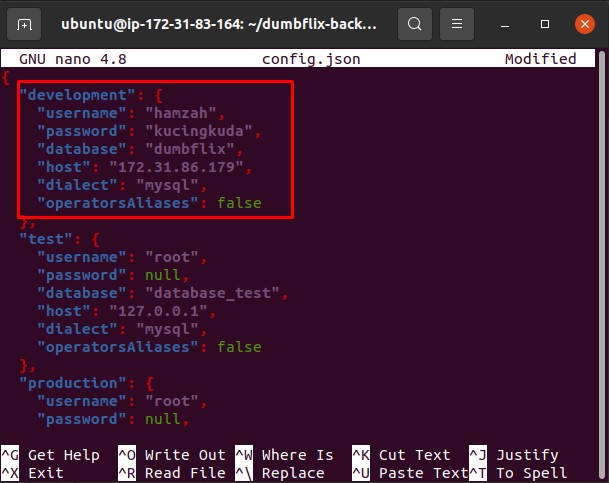 ubuntu@ip-172-31-83-164: ~/dumbflix-back...
GNU nano 4.8 config.json Modified
{
"development": {
"username": "hamzah",
"password": "kucingkuda",
"database": "dumbflix",
"host": "172.31.86.179",
"dialect": "mysql",
"operatorsAliases": false
},
"test": {
"username": "root",
"password": null,
"database": "database_test",
"host": "127.0.0.1",
"dialect": "mysql",
"operatorsAliases": false
},
"production": {
"username": "root",
"password": null,
^G Get Help ^O Write Out ^W Where Is ^K Cut Text ^J Justify
^X Exit ^R Read File ^\ Replace ^U Paste Text ^T To Spell